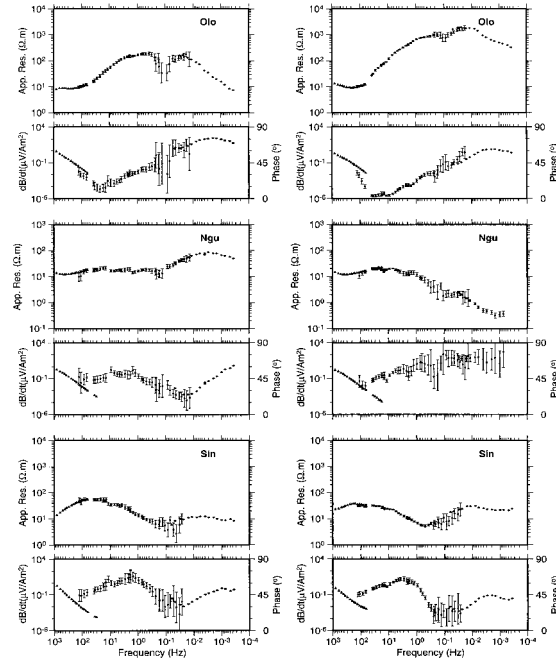 10⁴ Olo 10⁴ Olo
10³ 10³
App. Res. (Ω.m) 10² App. Res. (Ω.m) 10²
10¹ 10¹
10⁰ 10⁰
10⁴ 90 10⁴ 90
dB/dt(μV/Am²) 10⁻¹ 45 Phase (º) dB/dt(μV/Am²) 10⁻¹ 45 Phase (º)
10⁻⁶ 0 10⁻⁶ 0
10³ Ngu 10³ Ngu
10² 10²
App. Res. (Ω.m) 10¹ App. Res. (Ω.m) 10¹
10⁰ 10⁰
10⁻¹ 10⁻¹
10⁴ 90 10⁴ 90
dB/dt(μV/Am²) 10⁻¹ 45 Phase (º) dB/dt(μV/Am²) 10⁻¹ 45 Phase (º)
10⁻⁶ 0 10⁻⁶ 0
10⁴ Sin 10⁴ Sin
10³ 10³
App. Res. (Ω.m) 10² App. Res. (Ω.m) 10²
10¹ 10¹
10⁰ 10⁰
10⁴ 90 10⁴ 90
dB/dt(μV/Am²) 10⁻¹ 45 Phase (º) dB/dt(μV/Am²) 10⁻¹ 45 Phase (º)
10⁻⁶ 0 10⁻⁶ 0
10³ 10² 10¹ 10⁰ 10⁻¹ 10⁻² 10⁻³ 10⁻⁴ 10³ 10² 10¹ 10⁰ 10⁻¹ 10⁻² 10⁻³ 10⁻⁴
Frequency (Hz) Frequency (Hz)